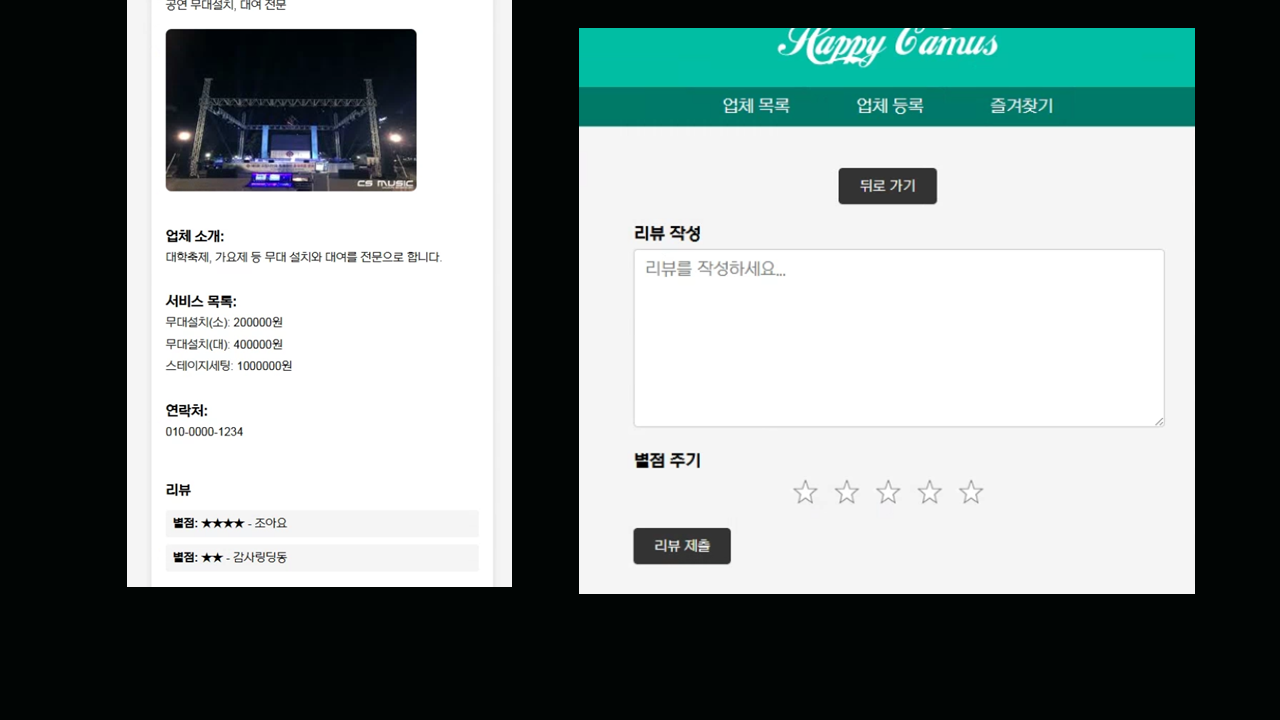 공연 무대설치, 대여 전문
CS MUSIC
업체 소개:
대학축제, 가요제 등 무대 설치와 대여를 전문으로 합니다.
서비스 목톡:
무대설치(소): 200000원
무대설치(대): 400000원
스테이지세팅: 1000000원
연락처:
010-0000-1234
리뷰
별점: ★★★★ - 조아요
별점: ★★ - 감사링딩동
Happy Camus
업체 목록
업체 등록
즐겨찾기
뒤로 가기
리뷰 작성
리뷰를 작성하세요...
별점 주기
☆ ☆ ☆ ☆ ☆
리뷰 제출